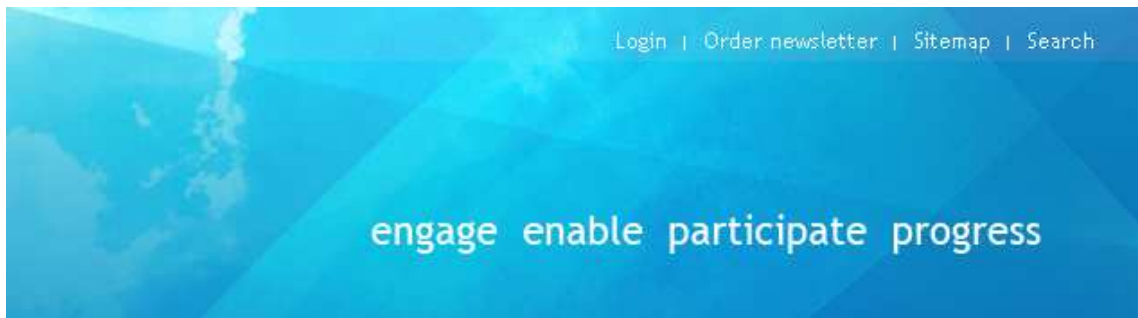 Login | Order newsletter | Sitemap | Search
engage enable participate progress